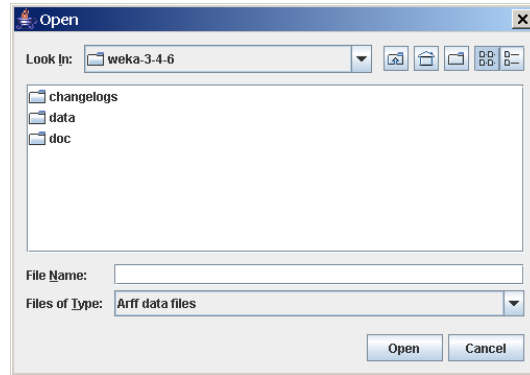 Open
Look In: weka-3-4-6
changelogs
data
doc
File Name:
Files of Type: Arff data files
Open Cancel